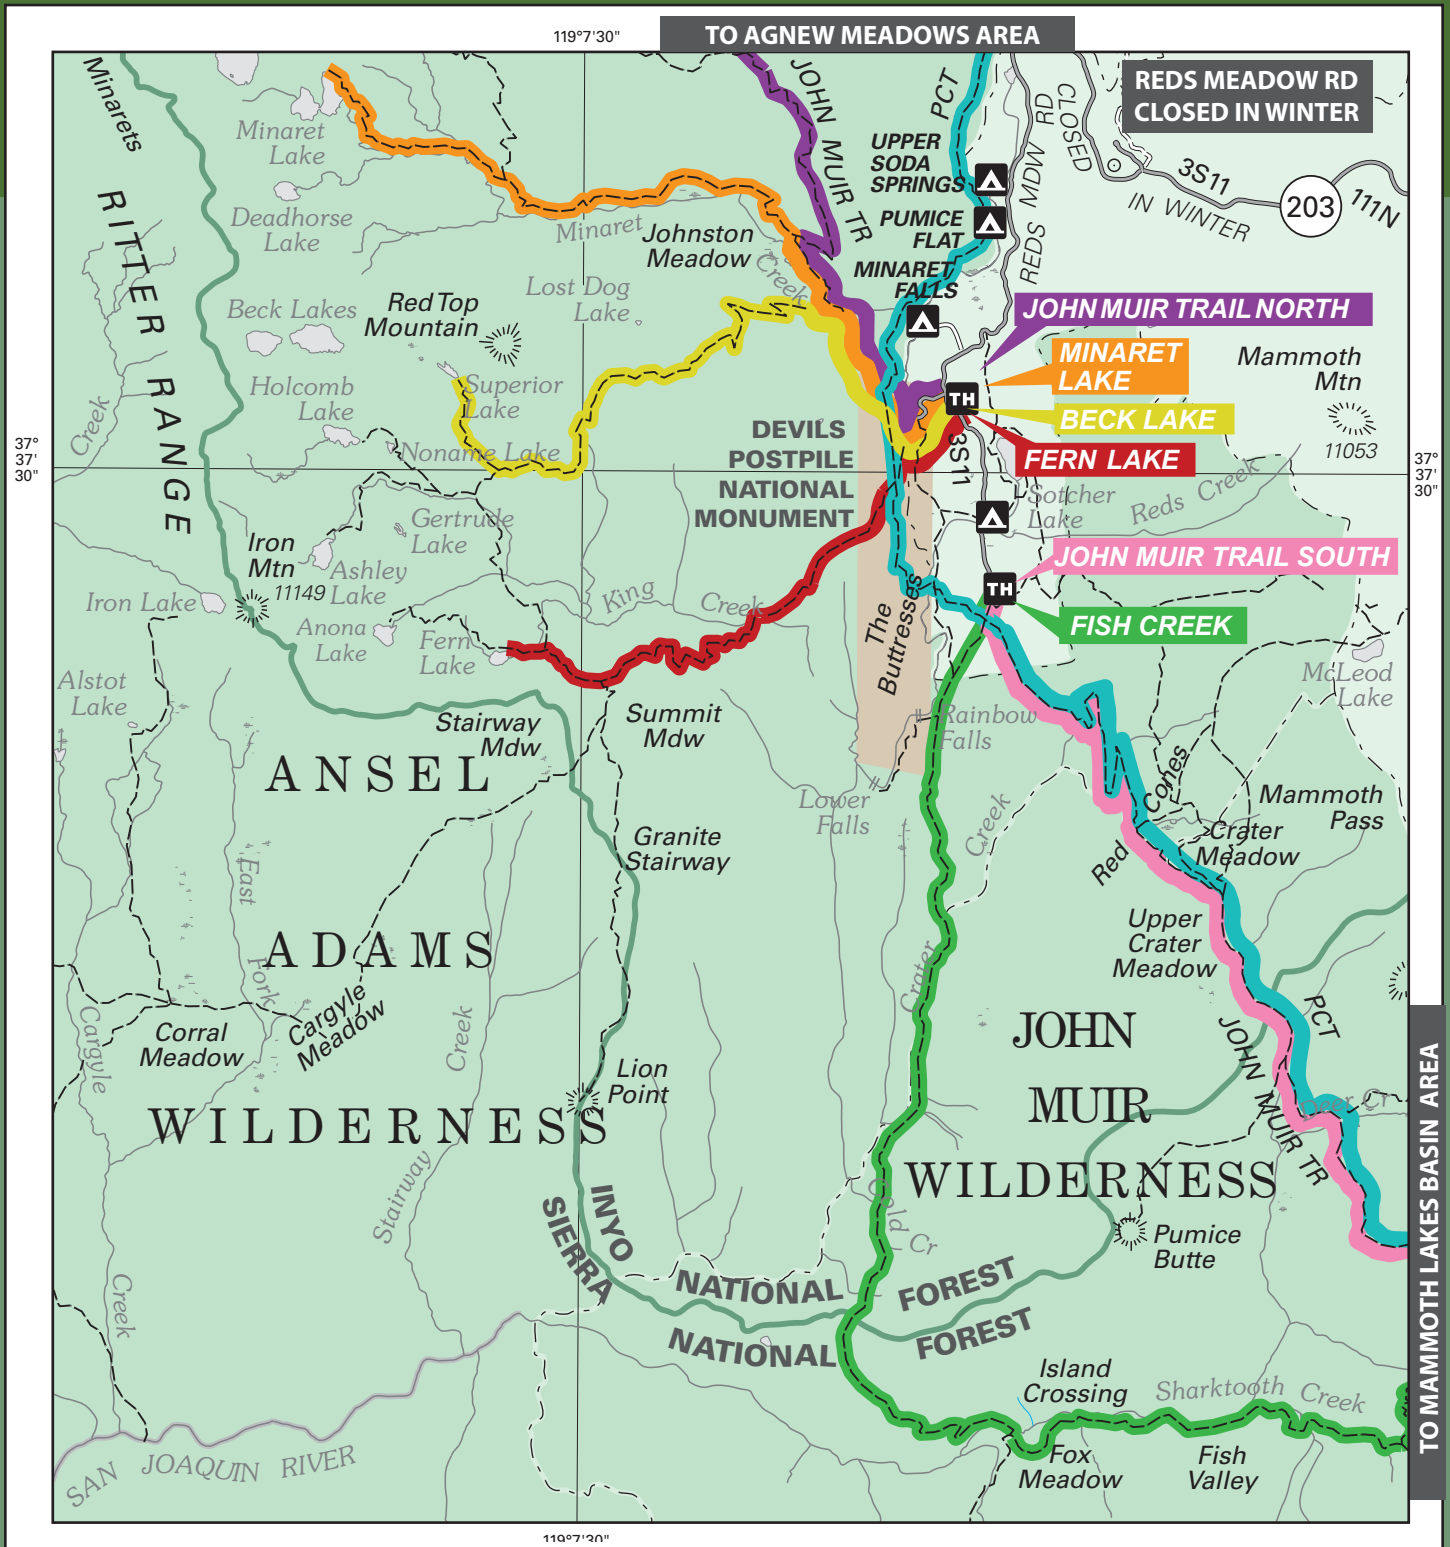 119°7'30"
TO AGNEW MEADOWS AREA
REDS MEADOW RD
CLOSED IN WINTER
Minarets
JOHN MUIR TR
PCT
REDS MDW RD
CLOSED
IN WINTER
3S11
203
111N
UPPER
SODA
SPRINGS
PUMICE
FLAT
MINARET
FALLS
Minaret
Lake
Deadhorse
Lake
Minaret
Creek
Johnston
Meadow
RITTER RANGE
Beck Lakes
Red Top
Mountain
Lost Dog
Lake
JOHN MUIR TRAIL NORTH
MINARET
LAKE
BECK LAKE
FERN LAKE
Mammoth
Mtn
11053
TH
Holcomb
Lake
Superior
Lake
Creek
37°
37'
30"
Noname Lake
DEVILS
POSTPILE
NATIONAL
MONUMENT
3S11
37°
37'
30"
Sotcher
Lake
Reds Creek
Gertrude
Lake
Iron
Mtn
11149
Ashley
Lake
Iron Lake
Anona
Lake
Fern
Lake
King
Creek
JOHN MUIR TRAIL SOUTH
TH
FISH CREEK
The
Buttresses
McLeod
Lake
Alstot
Lake
Stairway
Mdw
Summit
Mdw
Rainbow
Falls
Lower
Falls
ANSEL
ADAMS
WILDERNESS
Granite
Stairway
Creek
Crater
Red
Cones
Crater
Meadow
Mammoth
Pass
Upper
Crater
Meadow
East
Fork
Cargyle
Meadow
Corral
Meadow
Cargyle
Creek
Creek
Stairway
Lion
Point
JOHN
MUIR
WILDERNESS
PCT
JOHN MUIR TR
Deer Cr
Cold Cr
Pumice
Butte
INYO
SIERRA
NATIONAL
FOREST
NATIONAL
FOREST
Island
Crossing
Sharktooth Creek
Fox
Meadow
Fish
Valley
SAN JOAQUIN RIVER
TO MAMMOTH LAKES BASIN AREA
119°7'30"